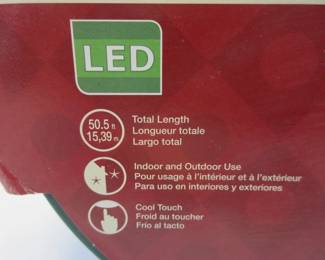 LED
50.5 ft
15,39 m
Total Length
Longueur totale
Largo total
Indoor and Outdoor Use
Pour usage à l'intérieur et à l'extérieur
Para uso en interiores y exteriores
Cool Touch
Froid au toucher
Frío al tacto